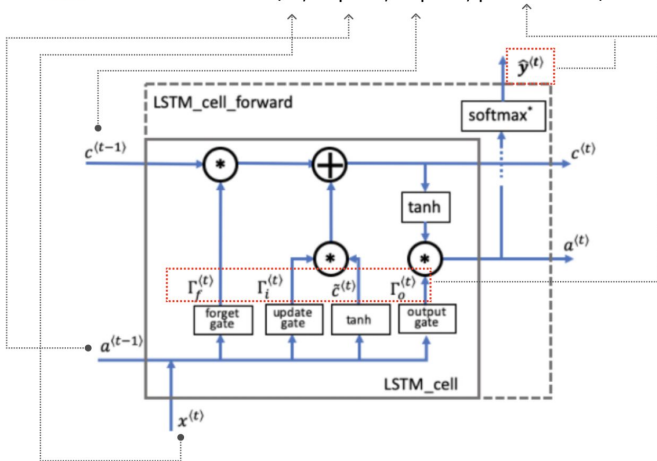 ŷ⟨t⟩
LSTM_cell_forward
softmax*
c⟨t−1⟩
*
+
c⟨t⟩
tanh
*
*
a⟨t⟩
Γf⟨t⟩ Γi⟨t⟩ c̃⟨t⟩ Γo⟨t⟩
forget gate
update gate
tanh
output gate
a⟨t−1⟩
LSTM_cell
x⟨t⟩